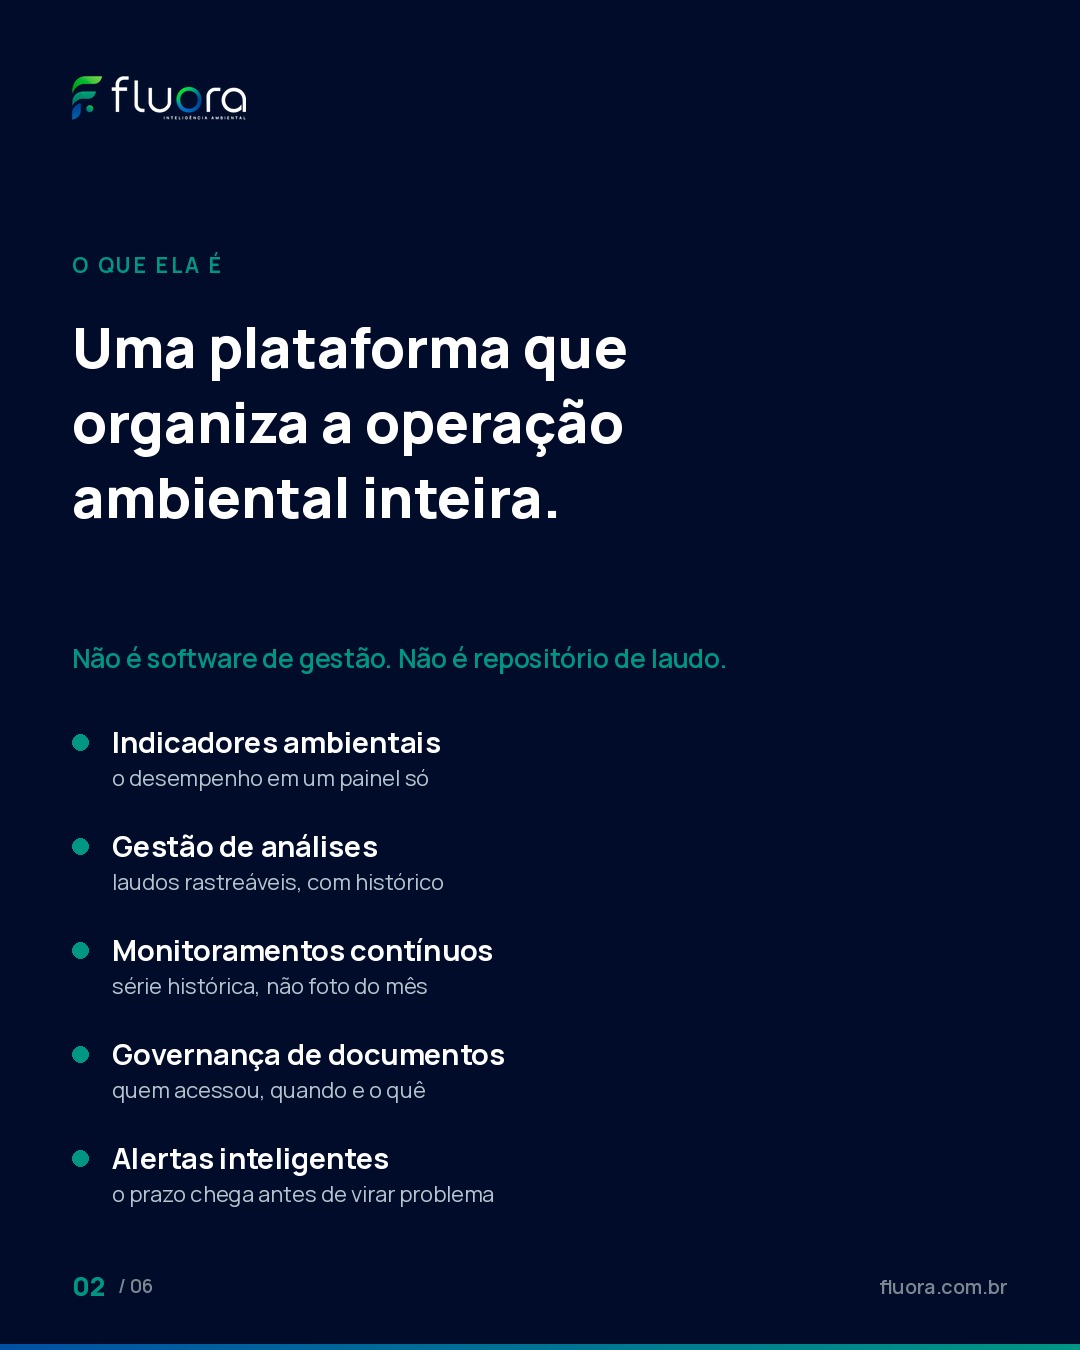 fluora
INTELIGÊNCIA AMBIENTAL
O QUE ELA É
Uma plataforma que
organiza a operação
ambiental inteira.
Não é software de gestão. Não é repositório de laudo.
Indicadores ambientais
o desempenho em um painel só
Gestão de análises
laudos rastreáveis, com histórico
Monitoramentos contínuos
série histórica, não foto do mês
Governança de documentos
quem acessou, quando e o quê
Alertas inteligentes
o prazo chega antes de virar problema
02 / 06
fluora.com.br